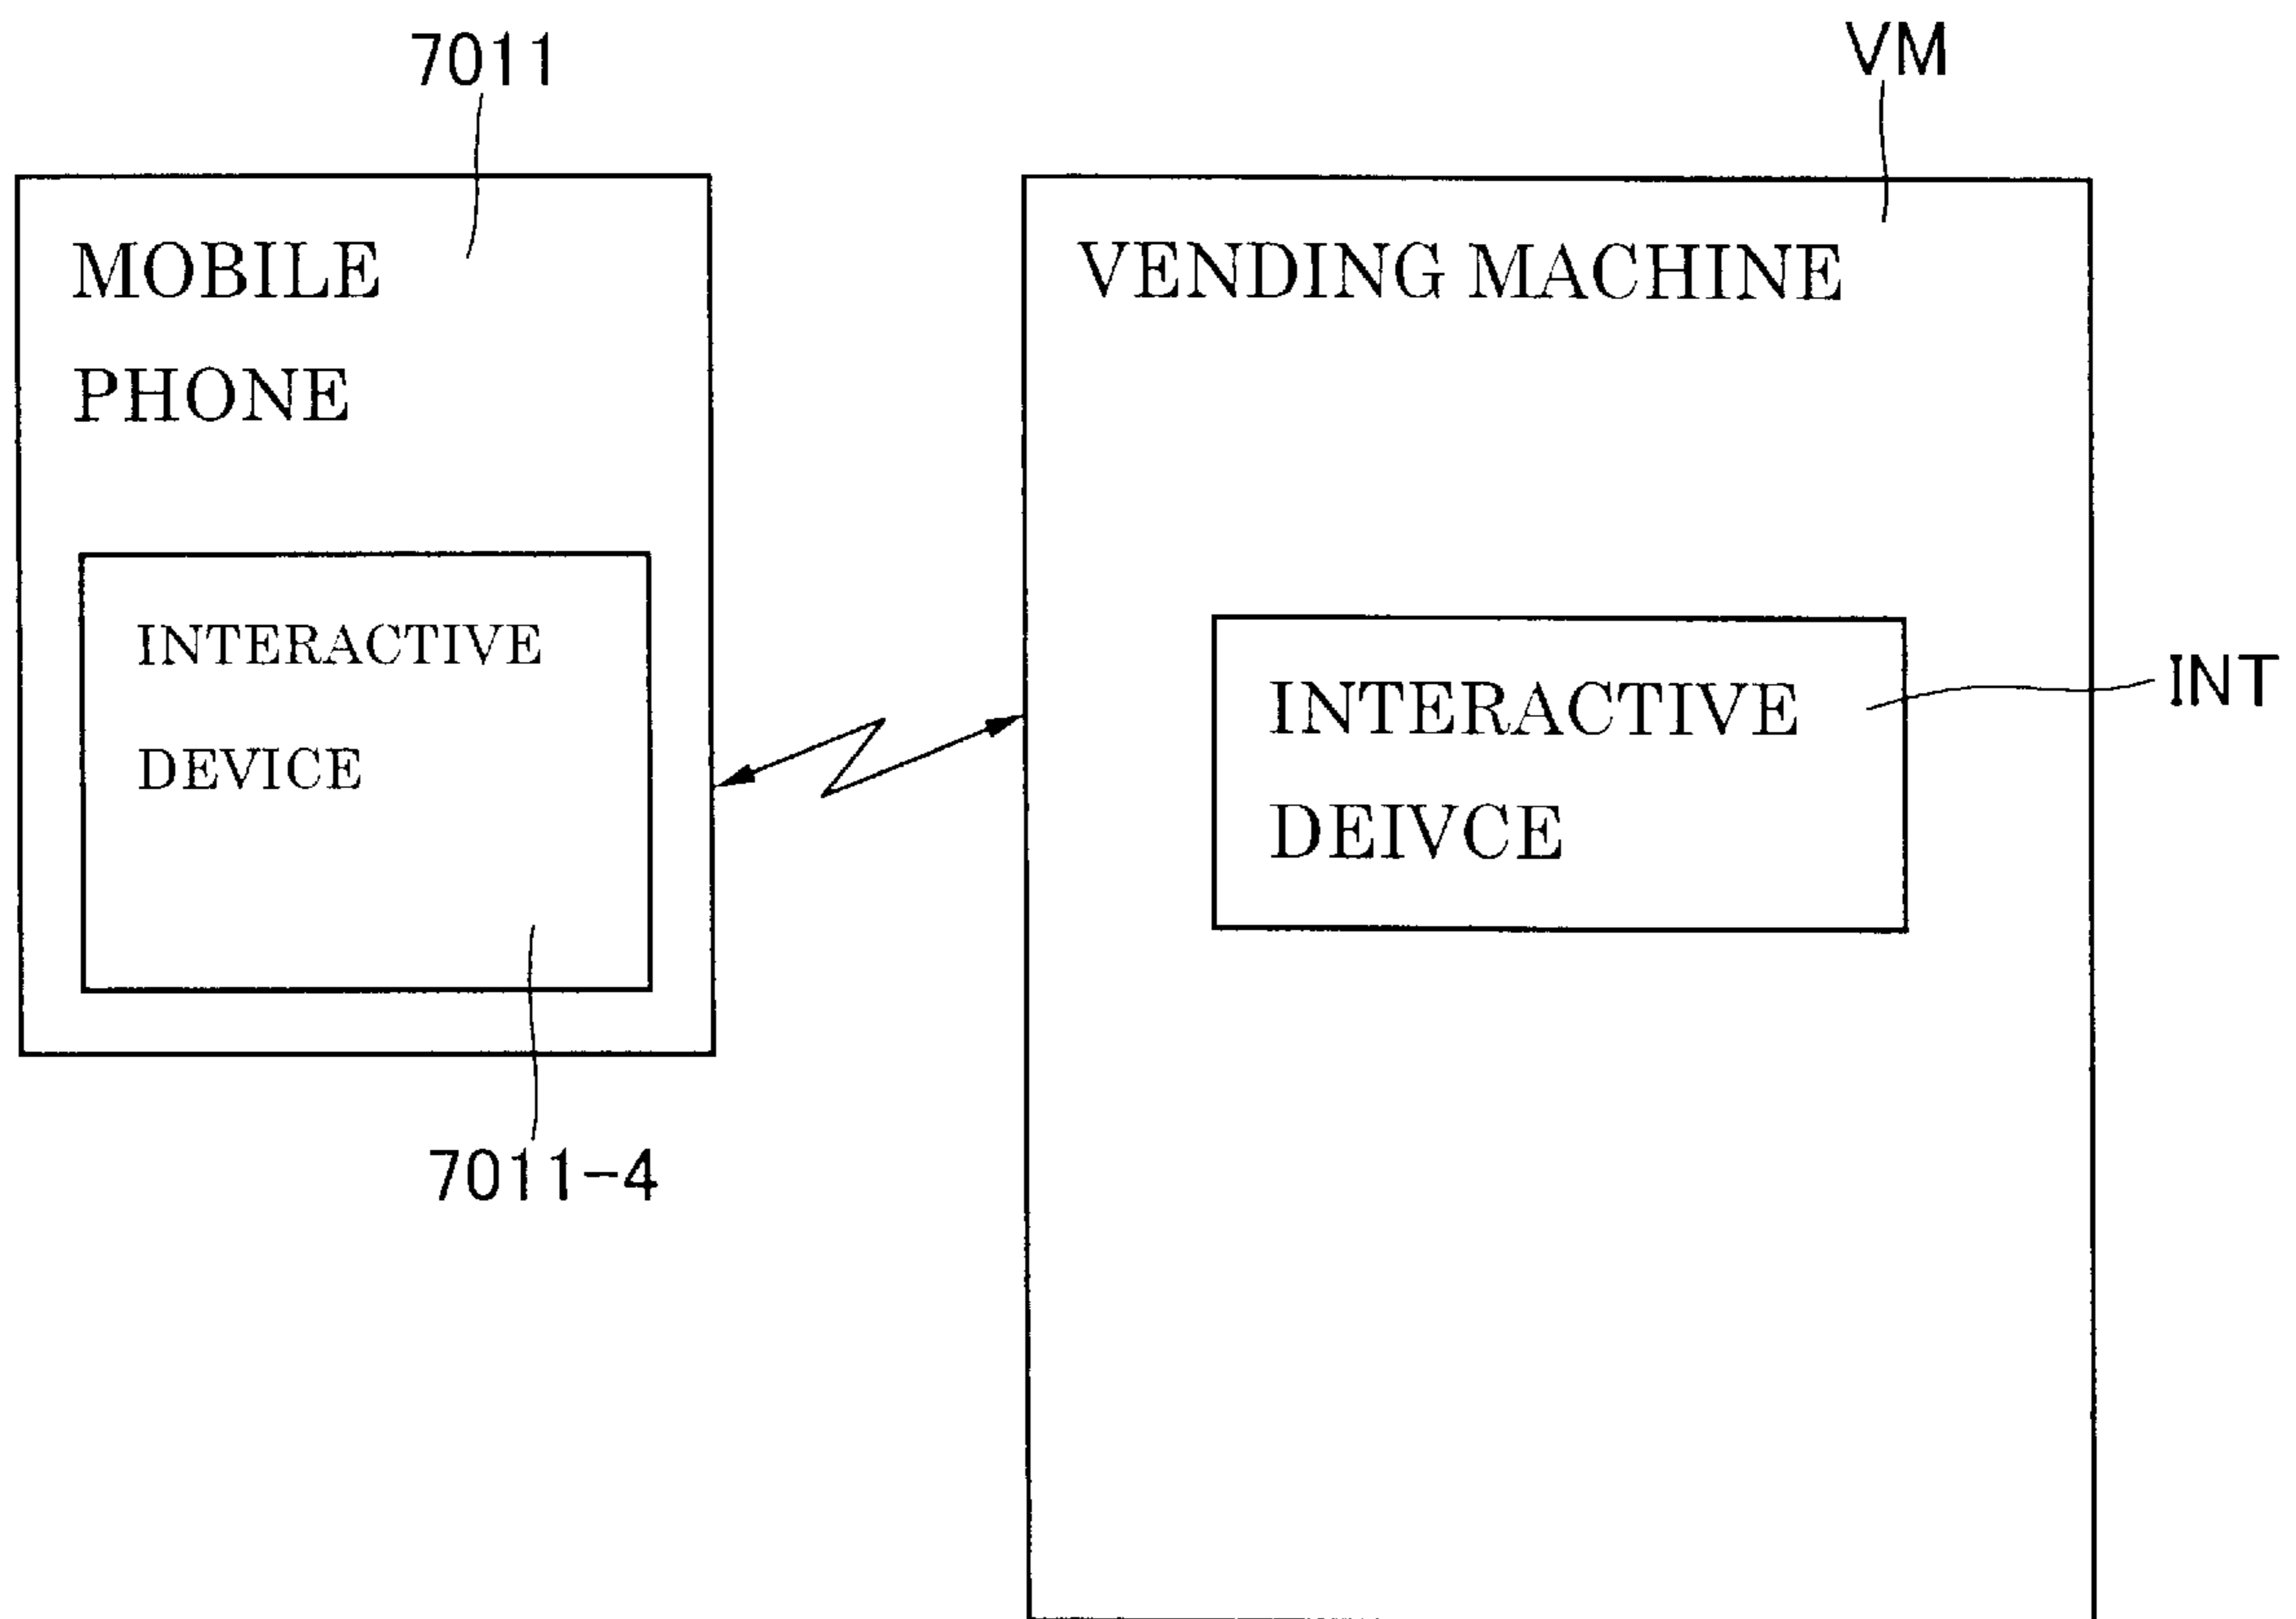 7011
VM
MOBILE
PHONE
VENDING MACHINE
INTERACTIVE
DEVICE
INTERACTIVE
DEIVCE
INT
7011-4